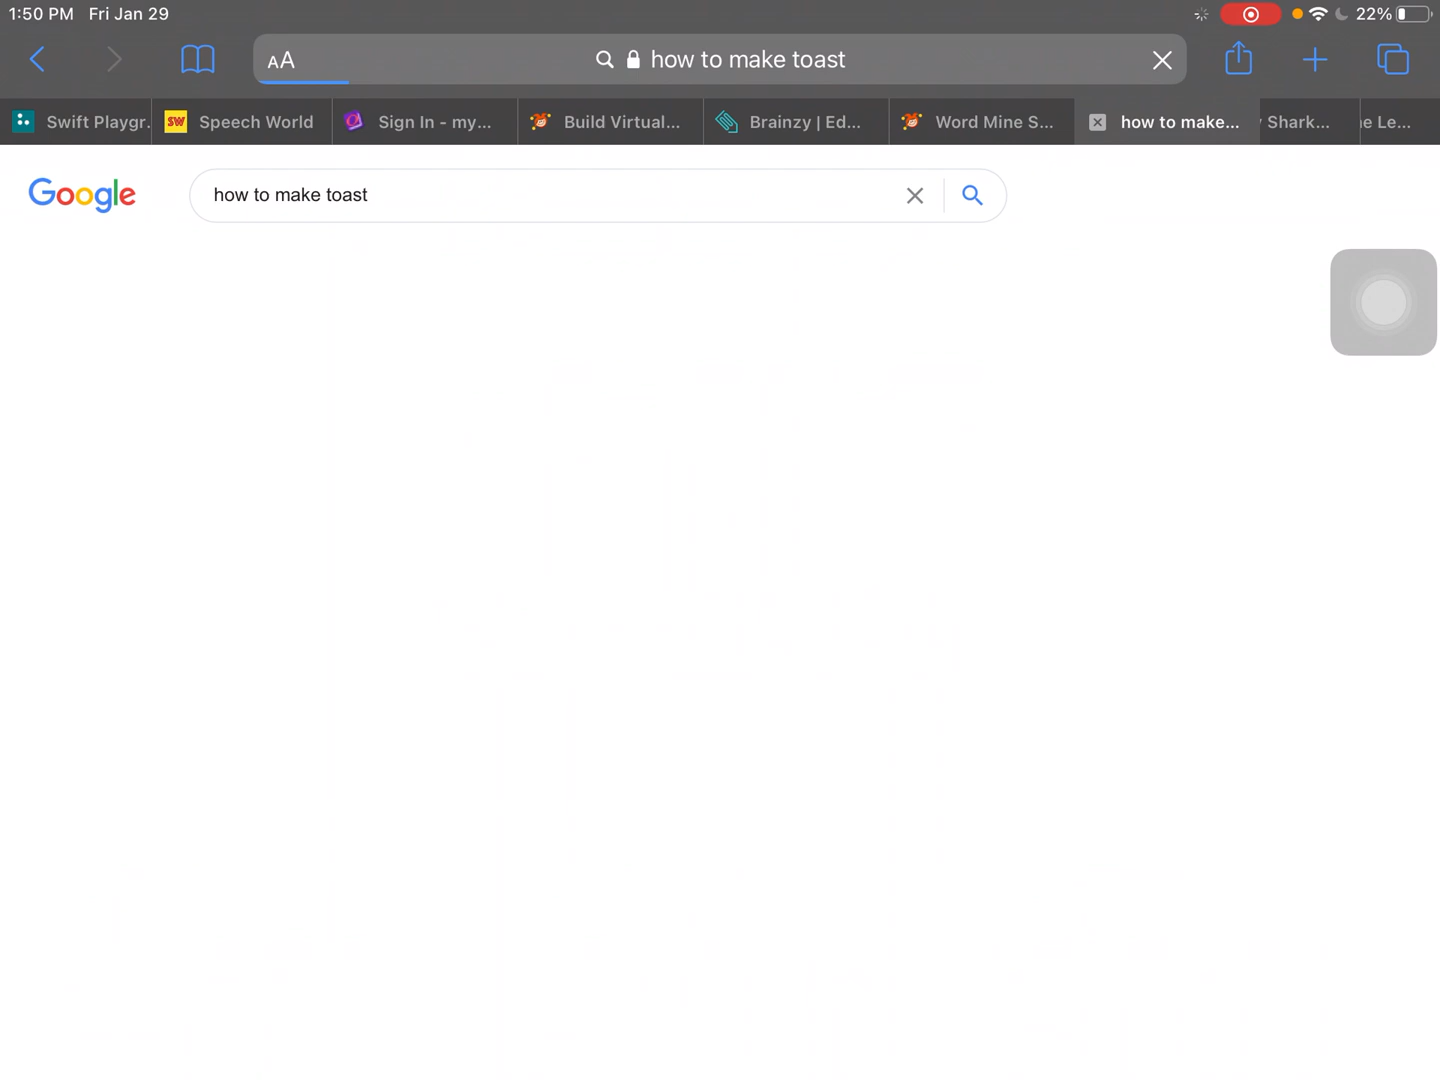 1:50 PM Fri Jan 29 22%
AA how to make toast
Swift Playgr. SW Speech World Sign In - my... Build Virtual... Brainzy | Ed... Word Mine S... how to make... Shark... e Le...
Google how to make toast